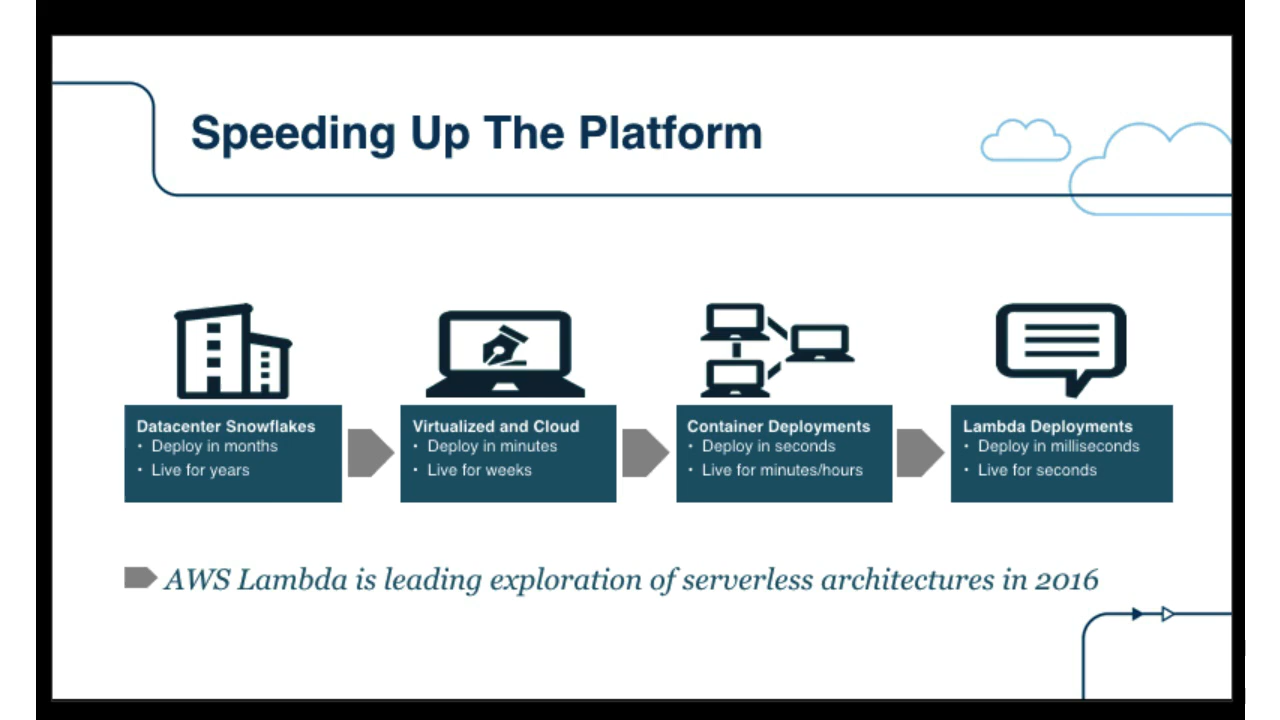 Speeding Up The Platform
Datacenter Snowflakes
• Deploy in months
• Live for years
Virtualized and Cloud
• Deploy in minutes
• Live for weeks
Container Deployments
• Deploy in seconds
• Live for minutes/hours
Lambda Deployments
• Deploy in milliseconds
• Live for seconds
AWS Lambda is leading exploration of serverless architectures in 2016